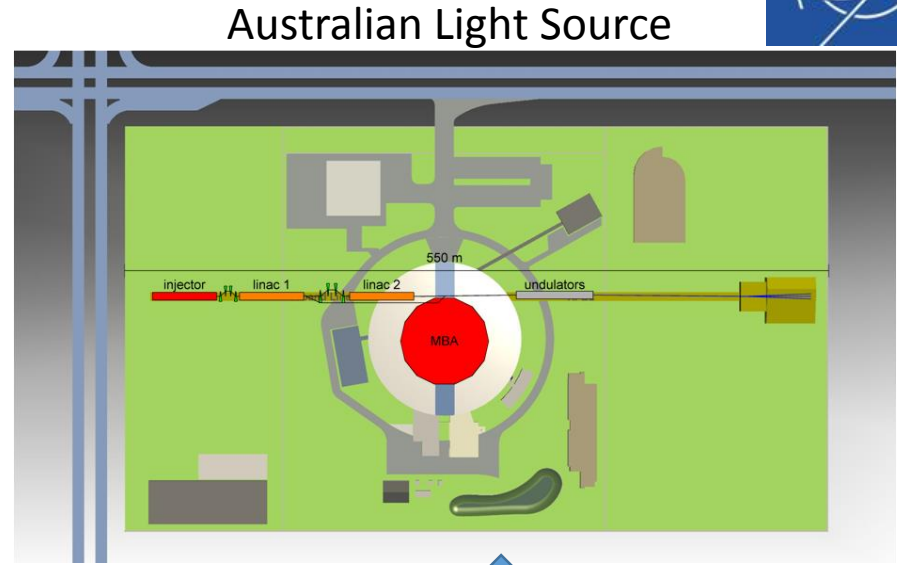 Australian Light Source
550 m
injector
linac 1
linac 2
undulators
MBA